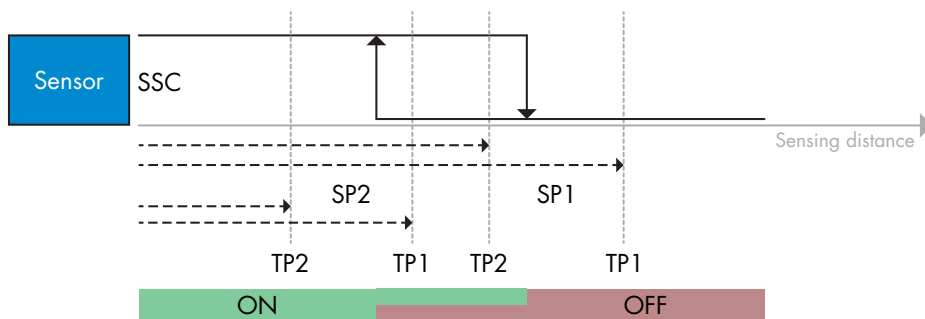 Sensor
SSC
Sensing distance
SP2 SP1
TP2 TP1 TP2 TP1
ON OFF